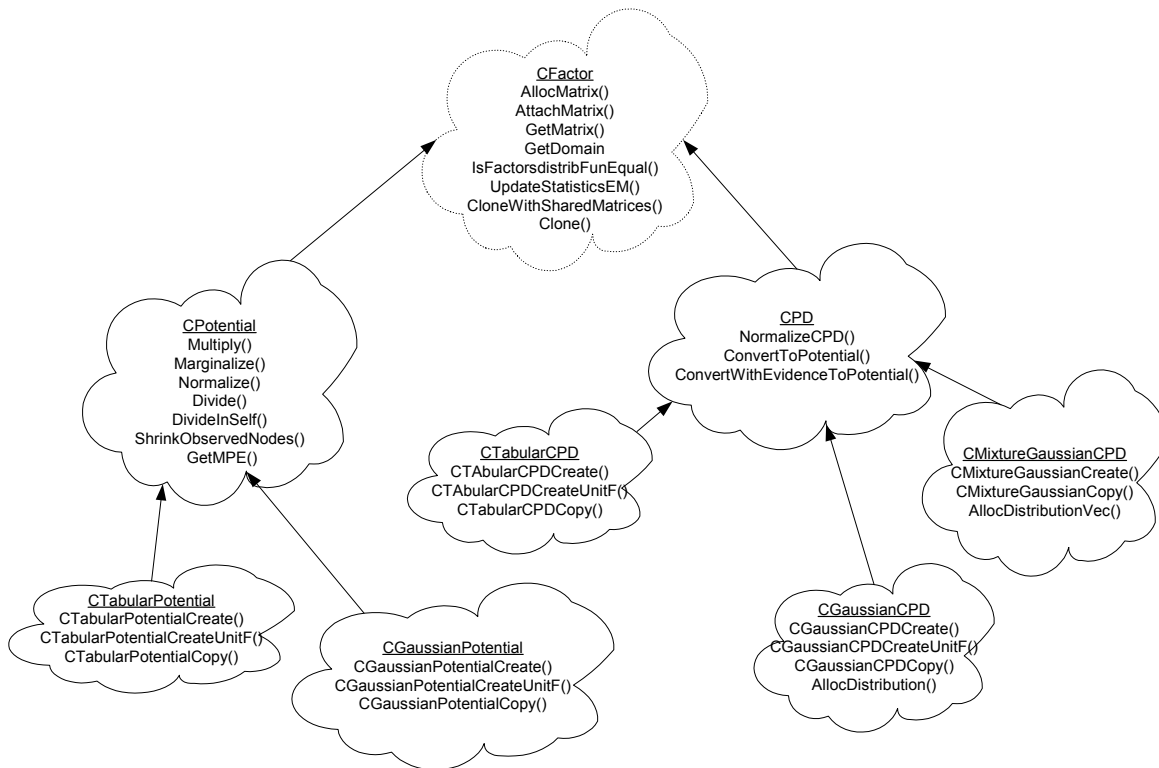 CFactor
AllocMatrix()
AttachMatrix()
GetMatrix()
GetDomain
IsFactorsdistribFunEqual()
UpdateStatisticsEM()
CloneWithSharedMatrices()
Clone()
CPotential
Multiply()
Marginalize()
Normalize()
Divide()
DivideInSelf()
ShrinkObservedNodes()
GetMPE()
CPD
NormalizeCPD()
ConvertToPotential()
ConvertWithEvidenceToPotential()
CTabularCPD
CTAbularCPDCreate()
CTAbularCPDCreateUnitF()
CTabularCPDCopy()
CMixtureGaussianCPD
CMixtureGaussianCreate()
CMixtureGaussianCopy()
AllocDistributionVec()
CTabularPotential
CTabularPotentialCreate()
CTabularPotentialCreateUnitF()
CTabularPotentialCopy()
CGaussianPotential
CGaussianPotentialCreate()
CGaussianPotentialCreateUnitF()
CGaussianPotentialCopy()
CGaussianCPD
CGaussianCPDCreate()
CGaussianCPDCreateUnitF()
CGaussianCPDCopy()
AllocDistribution()